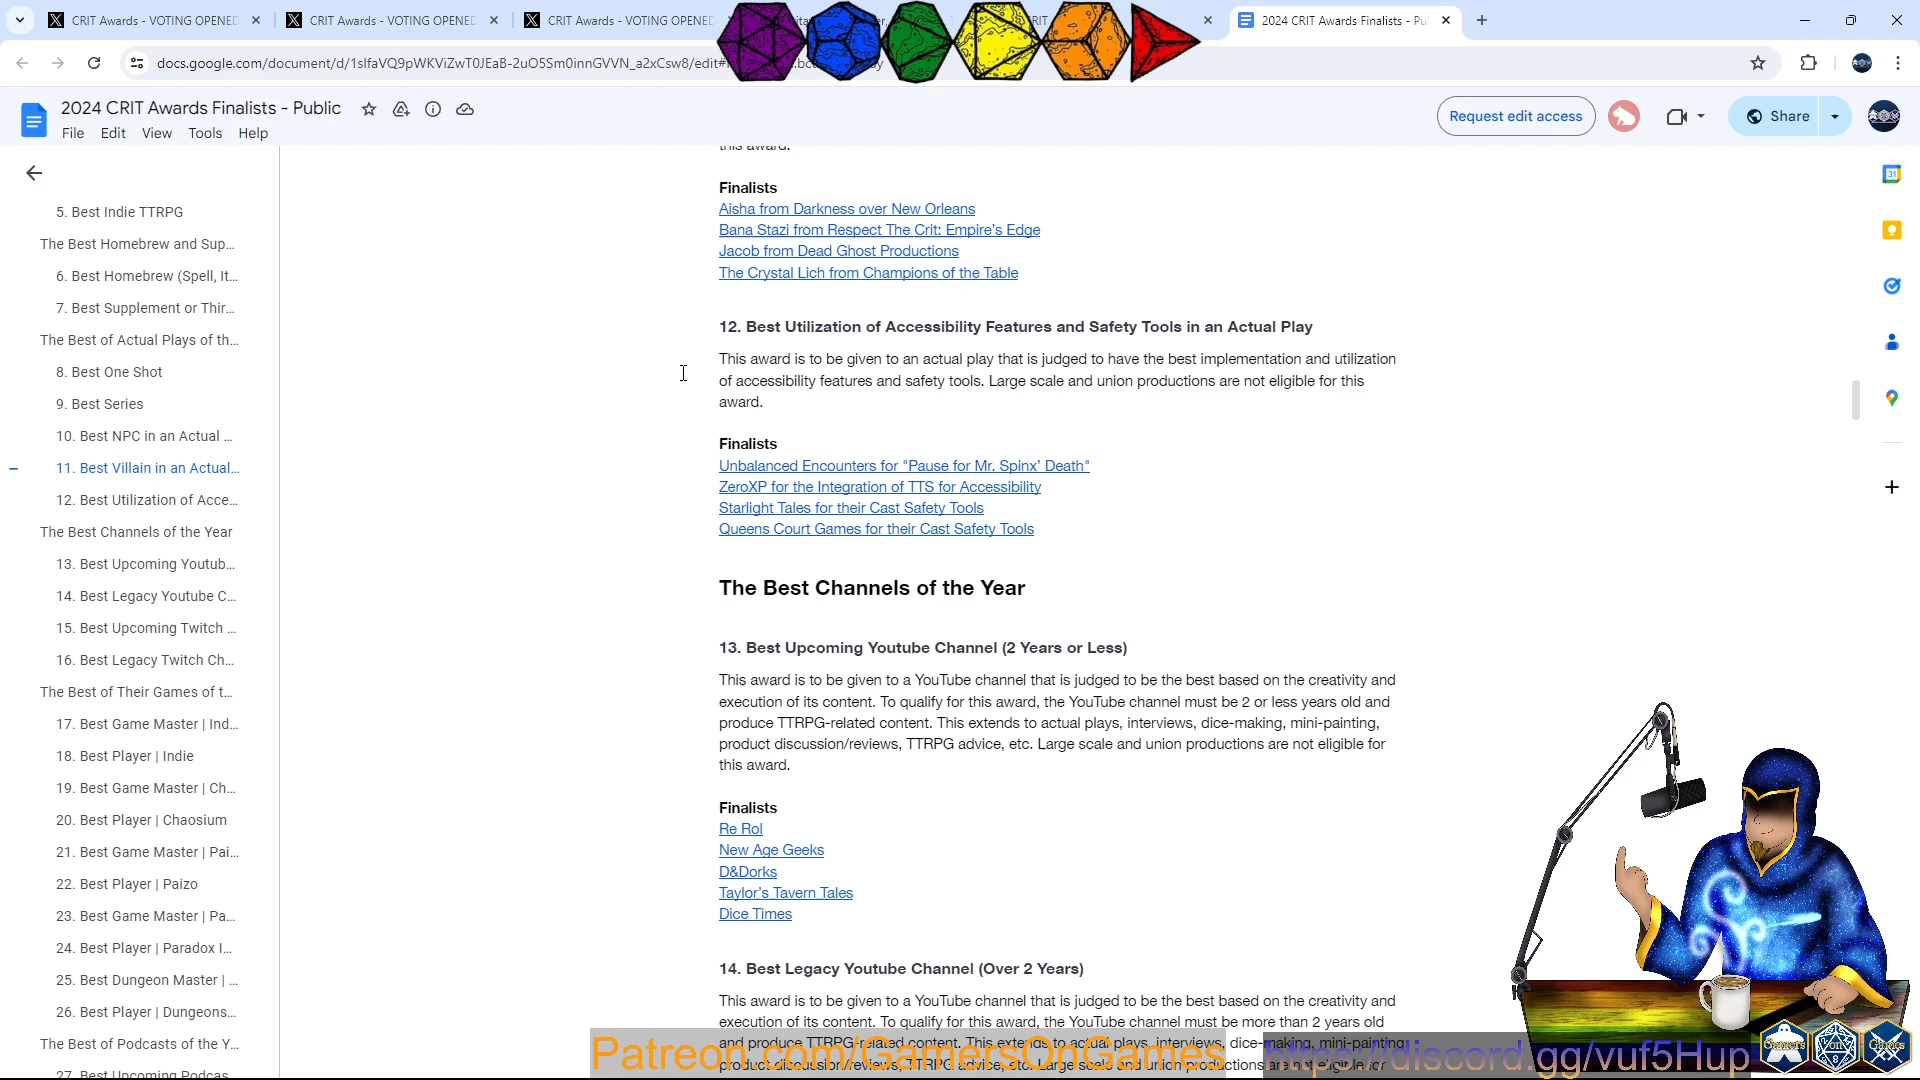 CRIT Awards - VOTING OPENED
CRIT Awards - VOTING OPENED
CRIT Awards - VOTING OPENED
CRIT
2024 CRIT Awards Finalists - Pu
docs.google.com/document/d/1slfaVQ9pWKViZwT0JEaB-2uO5Sm0innGVVN_a2xCsw8/edit#
2024 CRIT Awards Finalists - Public
File Edit View Tools Help
Request edit access
Share
5. Best Indie TTRPG
The Best Homebrew and Sup...
6. Best Homebrew (Spell, It...
7. Best Supplement or Thir...
The Best of Actual Plays of th...
8. Best One Shot
9. Best Series
10. Best NPC in an Actual ...
11. Best Villain in an Actual...
12. Best Utilization of Acce...
The Best Channels of the Year
13. Best Upcoming Youtub...
14. Best Legacy Youtube C...
15. Best Upcoming Twitch ...
16. Best Legacy Twitch Ch...
The Best of Their Games of t...
17. Best Game Master | Ind...
18. Best Player | Indie
19. Best Game Master | Ch...
20. Best Player | Chaosium
21. Best Game Master | Pai...
22. Best Player | Paizo
23. Best Game Master | Pa...
24. Best Player | Paradox I...
25. Best Dungeon Master | ...
26. Best Player | Dungeons...
The Best of Podcasts of the Y...
27. Best Upcoming Podcas...
this award.
Finalists
Aisha from Darkness over New Orleans
Bana Stazi from Respect The Crit: Empire’s Edge
Jacob from Dead Ghost Productions
The Crystal Lich from Champions of the Table
12. Best Utilization of Accessibility Features and Safety Tools in an Actual Play
This award is to be given to an actual play that is judged to have the best implementation and utilization
of accessibility features and safety tools. Large scale and union productions are not eligible for this
award.
Finalists
Unbalanced Encounters for "Pause for Mr. Spinx’ Death"
ZeroXP for the Integration of TTS for Accessibility
Starlight Tales for their Cast Safety Tools
Queens Court Games for their Cast Safety Tools
The Best Channels of the Year
13. Best Upcoming Youtube Channel (2 Years or Less)
This award is to be given to a YouTube channel that is judged to be the best based on the creativity and
execution of its content. To qualify for this award, the YouTube channel must be 2 or less years old and
produce TTRPG-related content. This extends to actual plays, interviews, dice-making, mini-painting,
product discussion/reviews, TTRPG advice, etc. Large scale and union productions are not eligible for
this award.
Finalists
Re Rol
New Age Geeks
D&Dorks
Taylor’s Tavern Tales
Dice Times
14. Best Legacy Youtube Channel (Over 2 Years)
This award is to be given to a YouTube channel that is judged to be the best based on the creativity and
execution of its content. To qualify for this award, the YouTube channel must be more than 2 years old
and produce TTRPG-related content. This extends to actual plays, interviews, dice-making, mini-painting
product discussion/reviews, TTRPG advice, etc. Large scale and union productions are not eligible for
Patreon.com/GamersOnGames
https://discord.gg/vuf5Hup
Gamers on Games